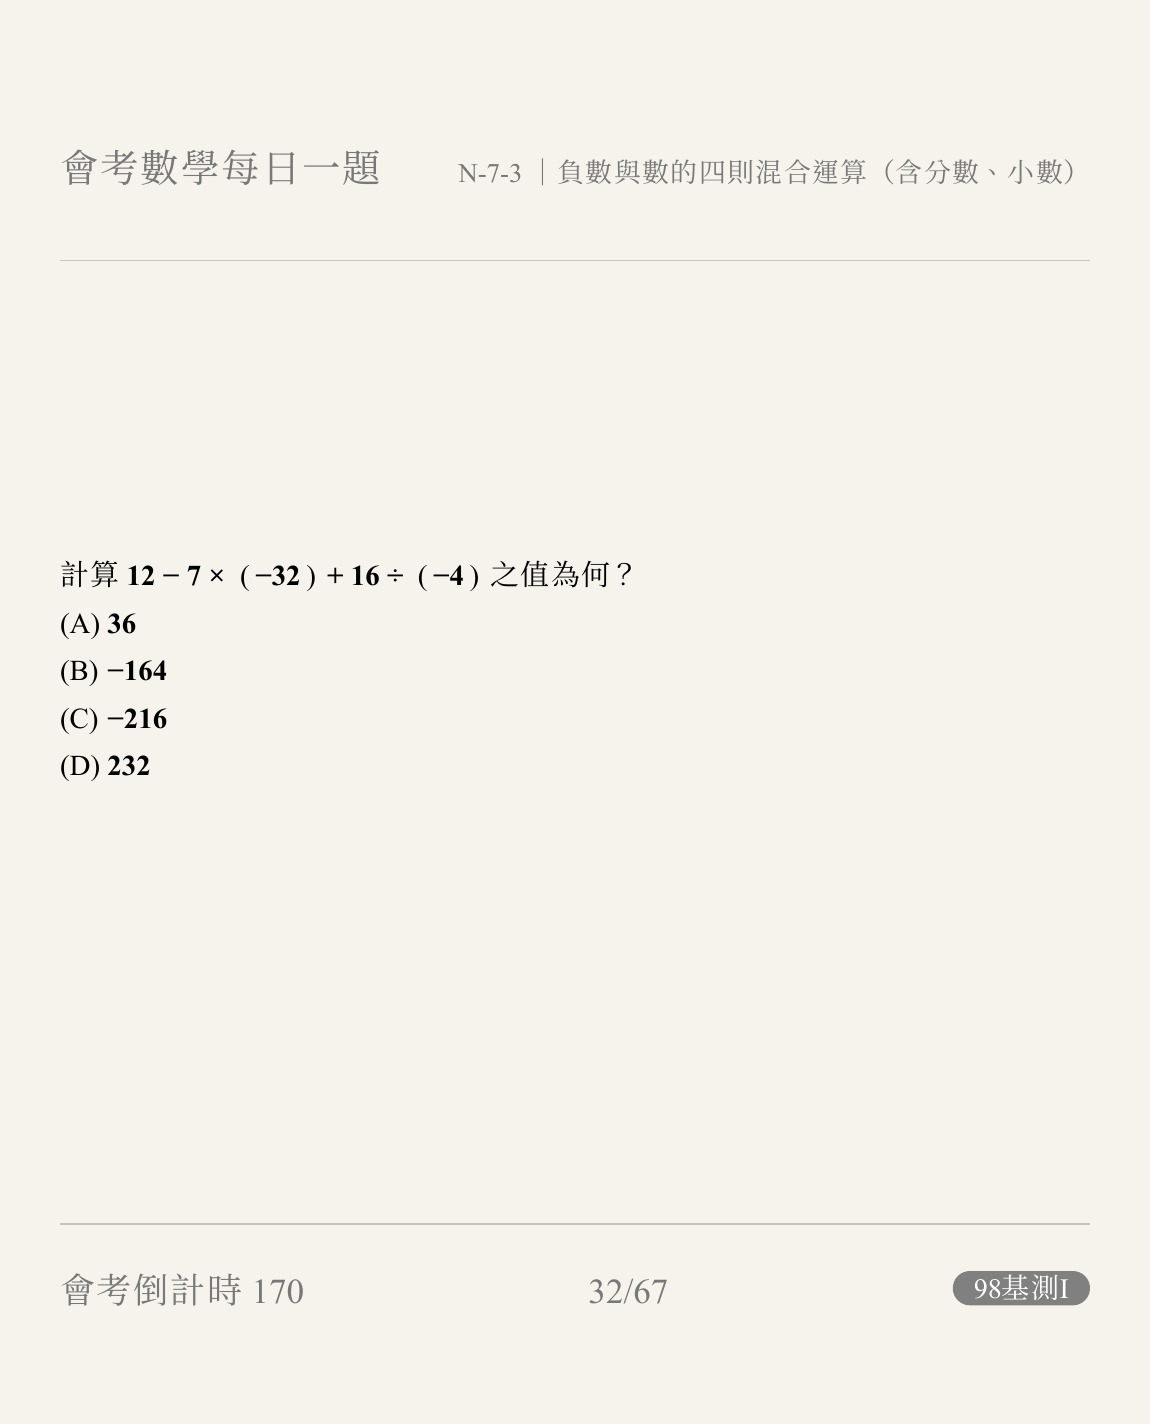 會考數學每日一題
N-7-3｜負數與數的四則混合運算（含分數、小數）
計算 12 − 7 ×（−32）+ 16 ÷（−4）之值為何？
(A) 36
(B) −164
(C) −216
(D) 232
會考倒計時 170
32/67
98基測I